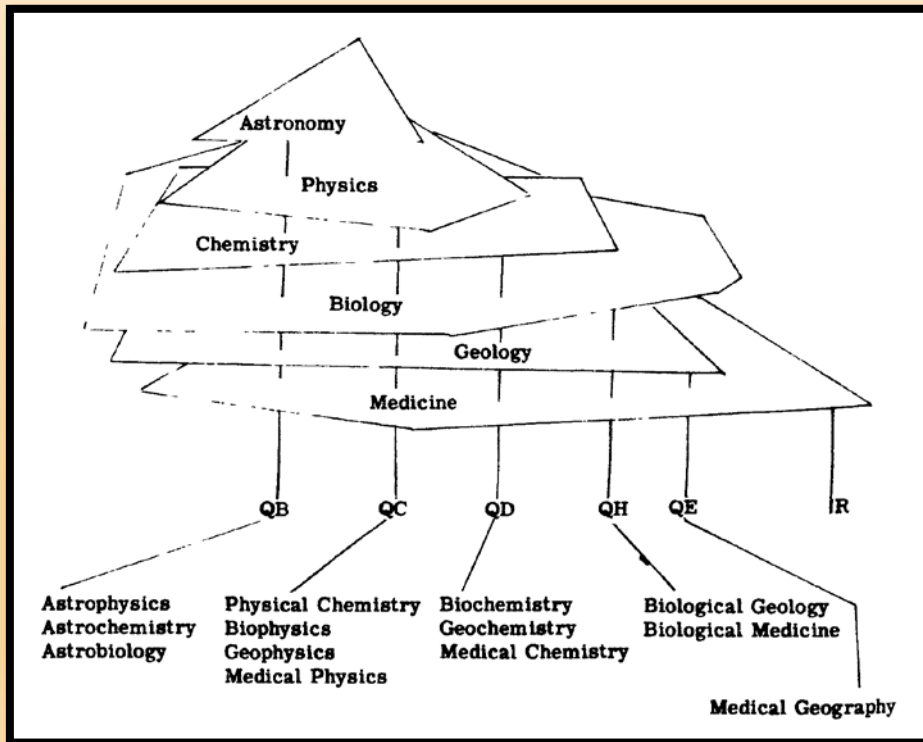 Astronomy
Physics
Chemistry
Biology
Geology
Medicine
QB QC QD QH QE R
Astrophysics
Astrochemistry
Astrobiology
Physical Chemistry
Biophysics
Geophysics
Medical Physics
Biochemistry
Geochemistry
Medical Chemistry
Biological Geology
Biological Medicine
Medical Geography